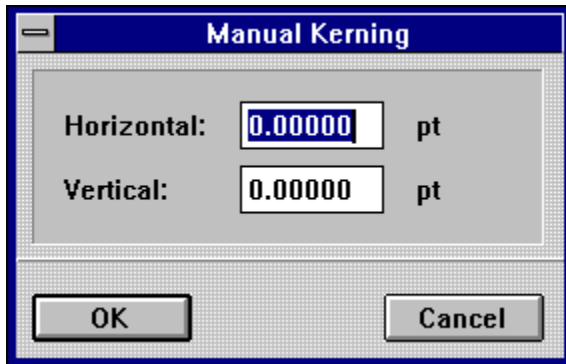 Manual Kerning
Horizontal: 0.00000 pt
Vertical: 0.00000 pt
OK Cancel